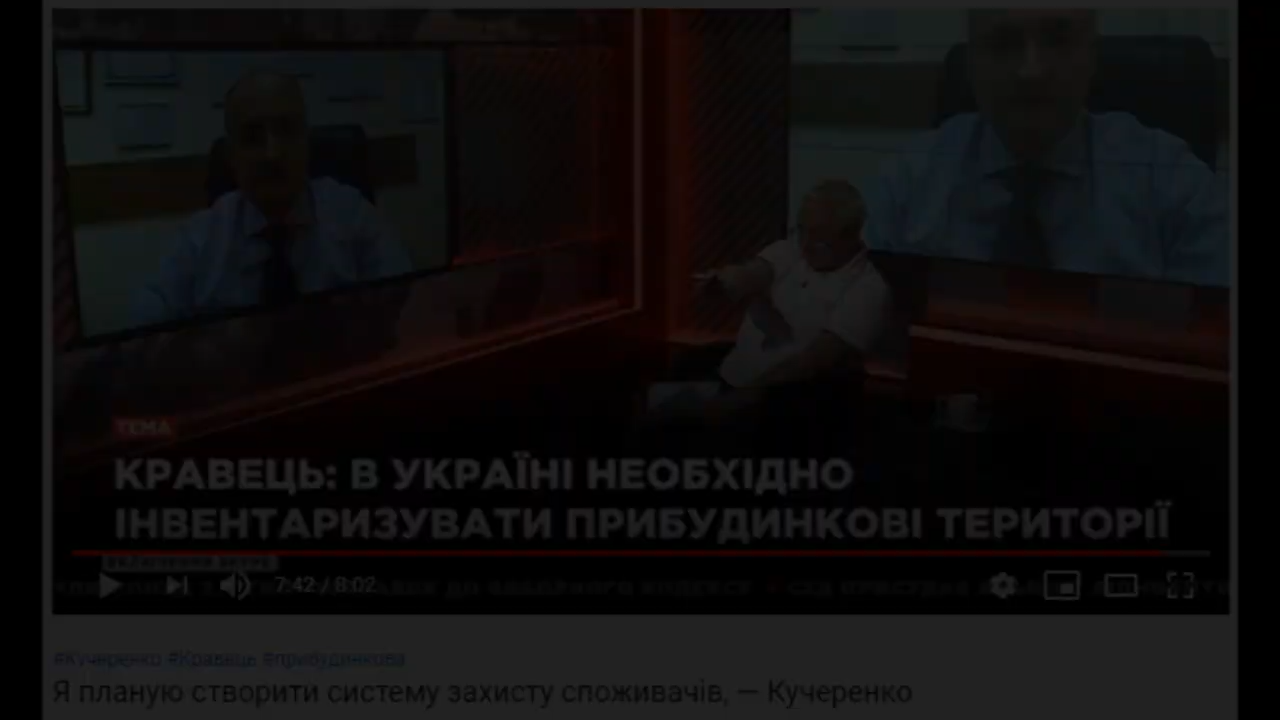 ТЕМА
КРАВЕЦЬ: В УКРАЇНІ НЕОБХІДНО
ІНВЕНТАРИЗУВАТИ ПРИБУДИНКОВІ ТЕРИТОРІЇ
7:42 / 8:02
#Кучеренко #Кравець #прибудинкова
Я планую створити систему захисту споживачів, — Кучеренко